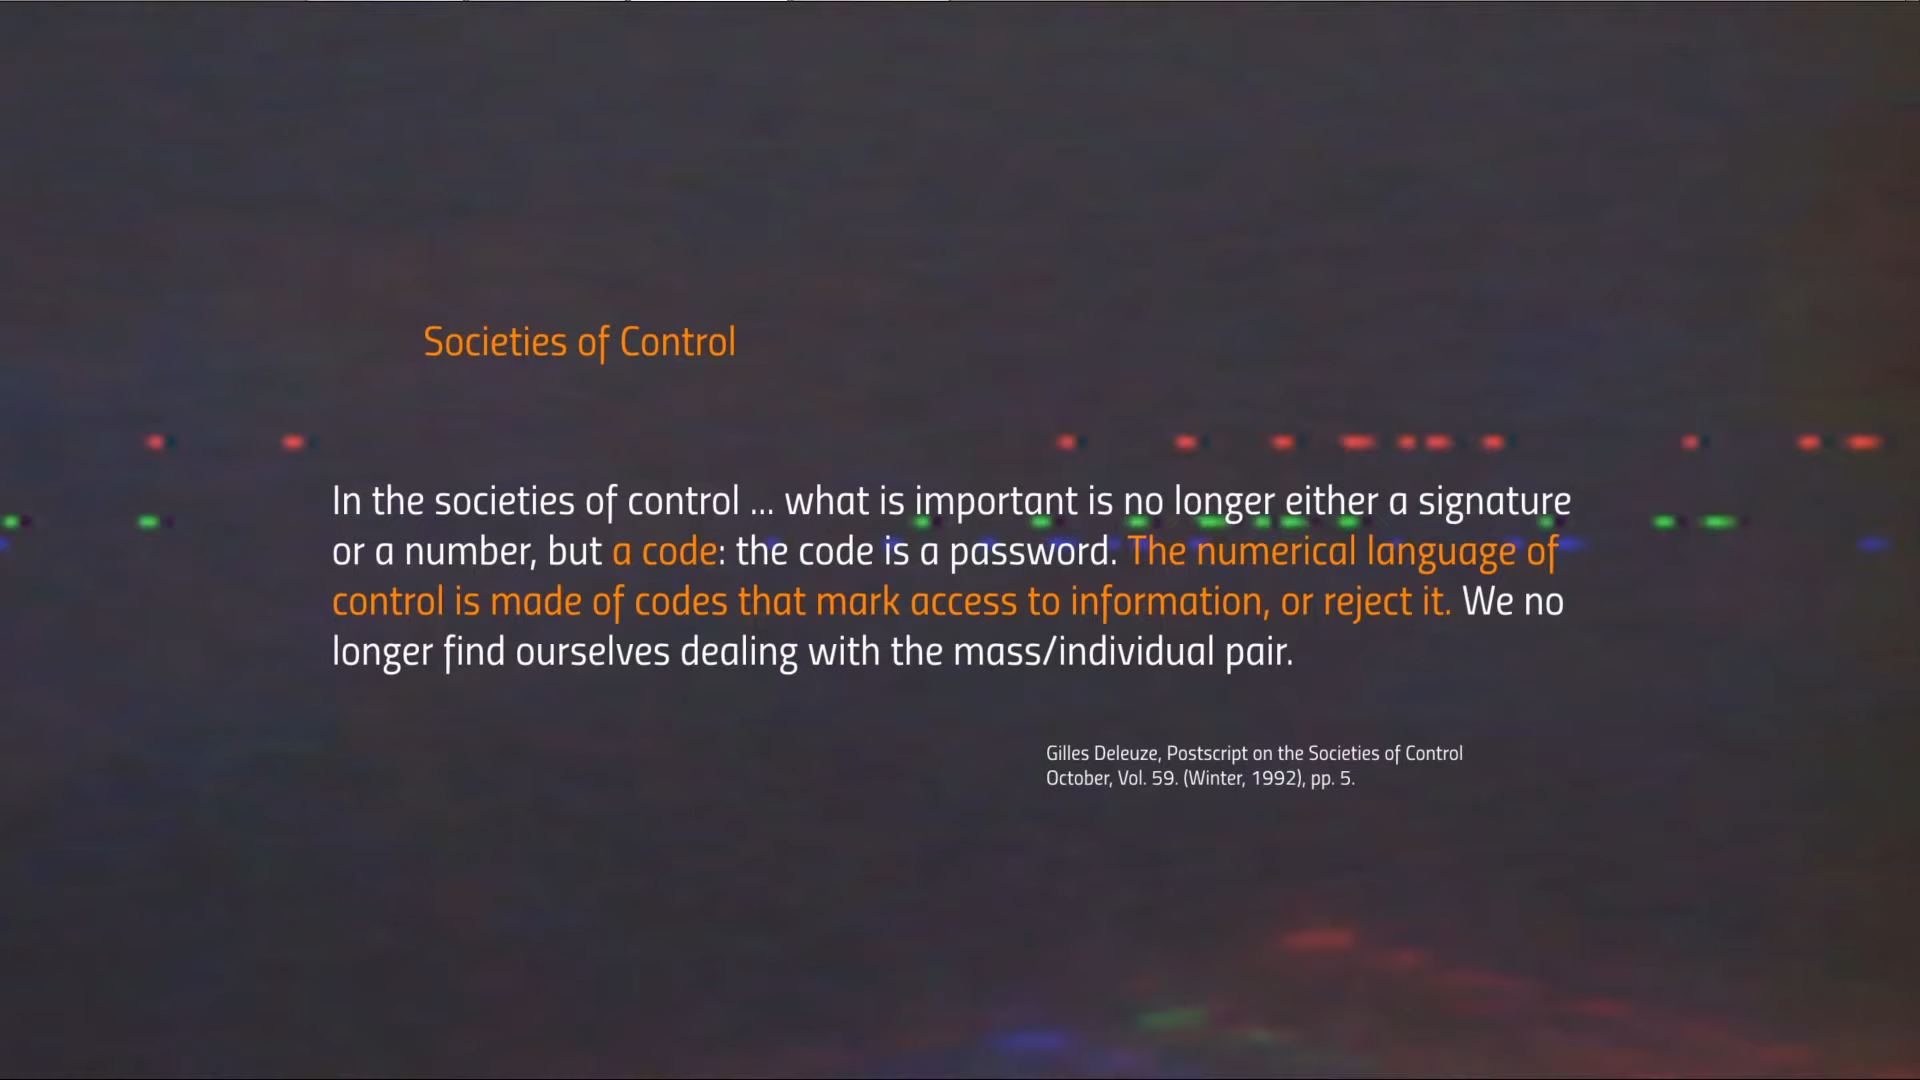 Societies of Control
In the societies of control ... what is important is no longer either a signature
or a number, but a code: the code is a password. The numerical language of
control is made of codes that mark access to information, or reject it. We no
longer find ourselves dealing with the mass/individual pair.
Gilles Deleuze, Postscript on the Societies of Control
October, Vol. 59. (Winter, 1992), pp. 5.